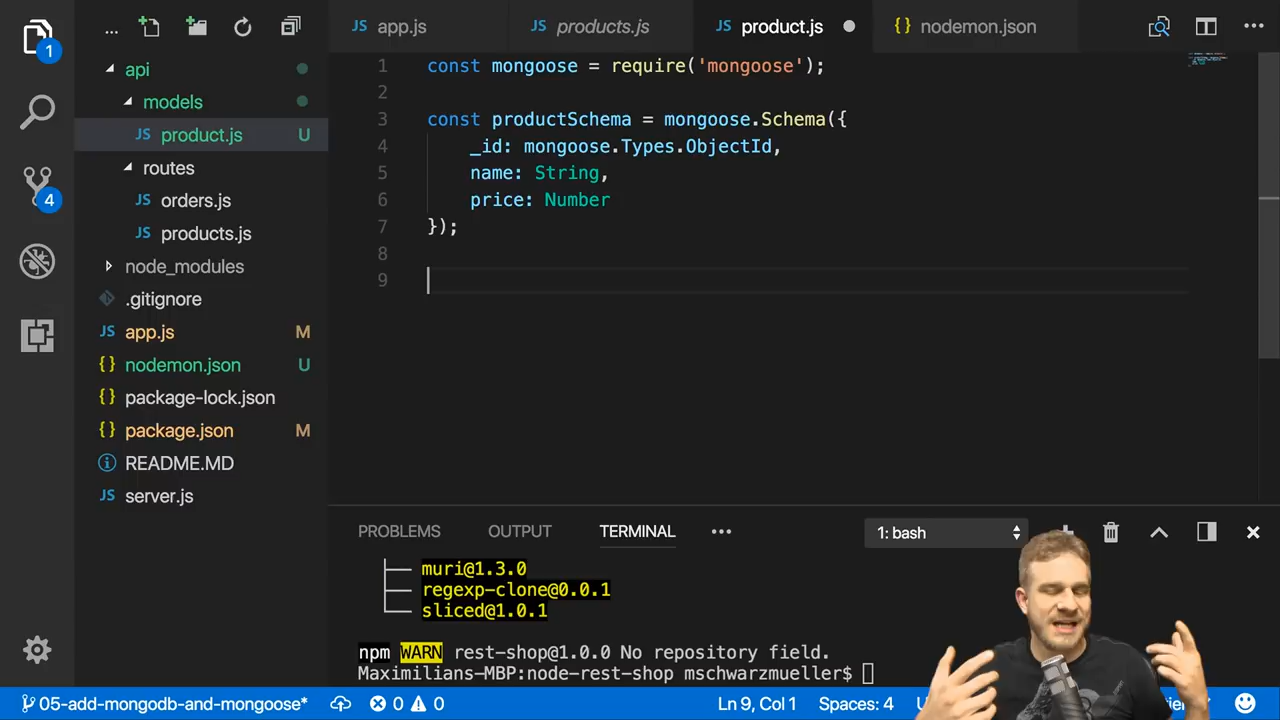 1
4
...
api
models
JS product.js U
routes
JS orders.js
JS products.js
node_modules
.gitignore
JS app.js M
{} nodemon.json U
{} package-lock.json
{} package.json M
README.MD
JS server.js
JS app.js
JS products.js
JS product.js
{} nodemon.json
...
1 const mongoose = require('mongoose');
2
3 const productSchema = mongoose.Schema({
4 _id: mongoose.Types.ObjectId,
5 name: String,
6 price: Number
7 });
8
9
PROBLEMS OUTPUT TERMINAL ... 1: bash
muri@1.3.0
regexp-clone@0.0.1
sliced@1.0.1
npm WARN rest-shop@1.0.0 No repository field.
Maximilians-MBP:node-rest-shop mschwarzmueller$
05-add-mongodb-and-mongoose* 0 0 Ln 9, Col 1 Spaces: 4